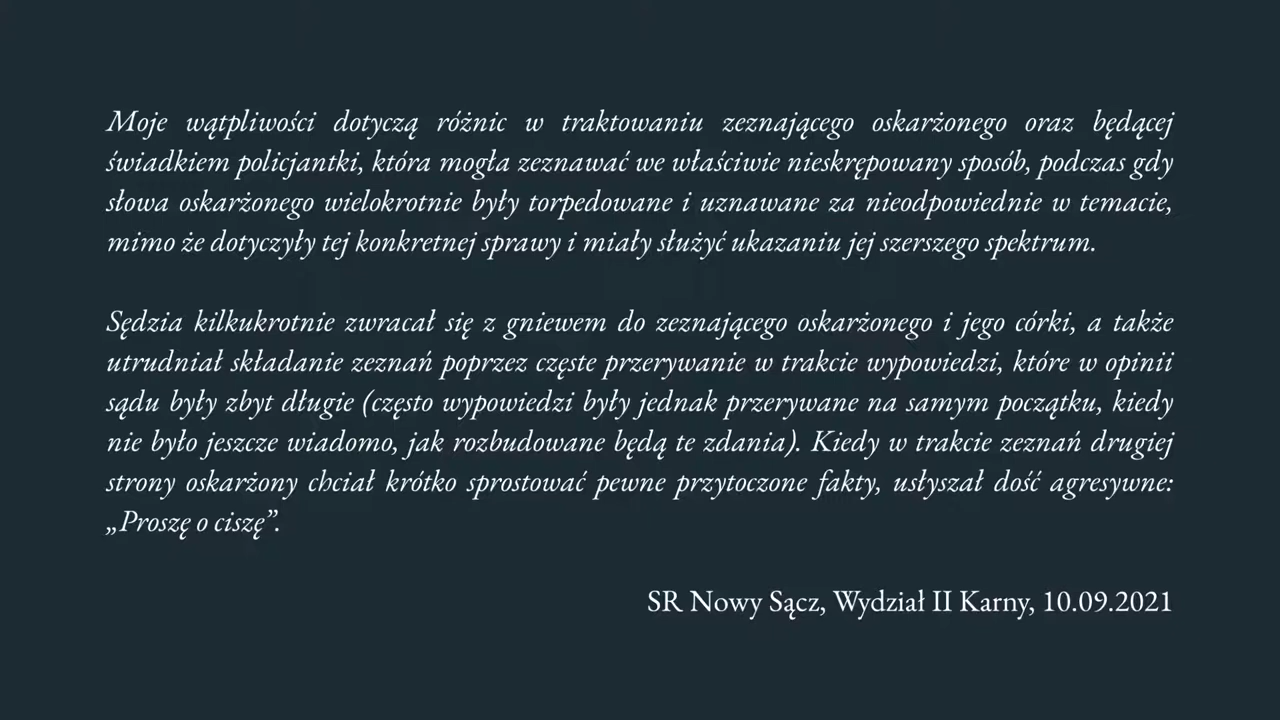 Moje wątpliwości dotyczą różnic w traktowaniu zeznającego oskarżonego oraz będącej
świadkiem policjantki, która mogła zeznawać we właściwie nieskrępowany sposób, podczas gdy
słowa oskarżonego wielokrotnie były torpedowane i uznawane za nieodpowiednie w temacie,
mimo że dotyczyły tej konkretnej sprawy i miały służyć ukazaniu jej szerszego spektrum.
Sędzia kilkukrotnie zwracał się z gniewem do zeznającego oskarżonego i jego córki, a także
utrudniał składanie zeznań poprzez częste przerywanie w trakcie wypowiedzi, które w opinii
sądu były zbyt długie (często wypowiedzi były jednak przerywane na samym początku, kiedy
nie było jeszcze wiadomo, jak rozbudowane będą te zdania). Kiedy w trakcie zeznań drugiej
strony oskarżony chciał krótko sprostować pewne przytoczone fakty, usłyszał dość agresywne:
„Proszę o ciszę”.
SR Nowy Sącz, Wydział II Karny, 10.09.2021